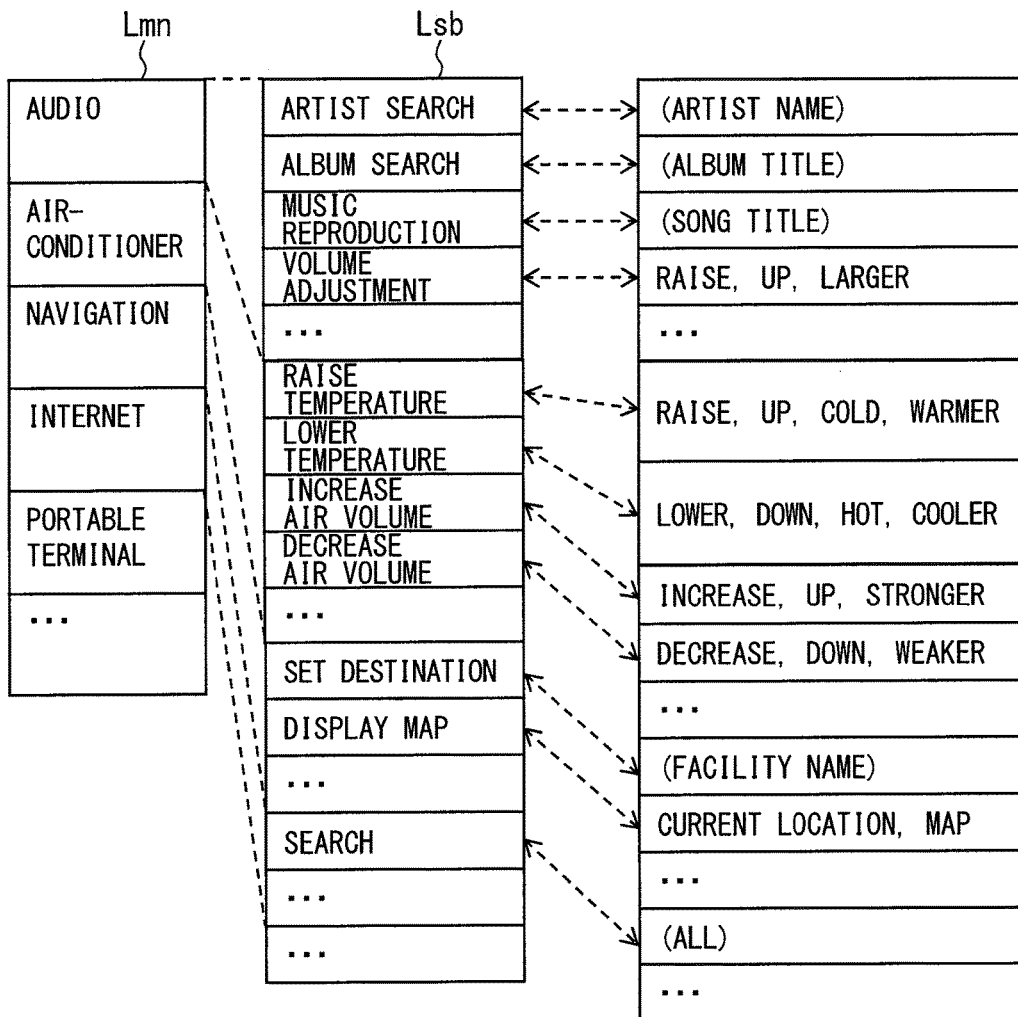 Lmn
Lsb
AUDIO
AIR-
CONDITIONER
NAVIGATION
INTERNET
PORTABLE
TERMINAL
...
ARTIST SEARCH
ALBUM SEARCH
MUSIC
REPRODUCTION
VOLUME
ADJUSTMENT
...
RAISE
TEMPERATURE
LOWER
TEMPERATURE
INCREASE
AIR VOLUME
DECREASE
AIR VOLUME
...
SET DESTINATION
DISPLAY MAP
...
SEARCH
...
...
(ARTIST NAME)
(ALBUM TITLE)
(SONG TITLE)
RAISE, UP, LARGER
...
RAISE, UP, COLD, WARMER
LOWER, DOWN, HOT, COOLER
INCREASE, UP, STRONGER
DECREASE, DOWN, WEAKER
...
(FACILITY NAME)
CURRENT LOCATION, MAP
...
(ALL)
...